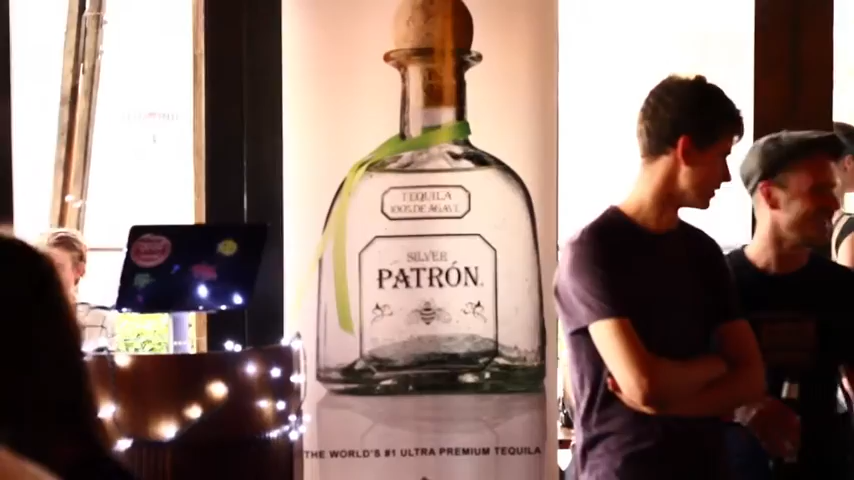 TEQUILA
100% DE AGAVE
SILVER
PATRÓN
THE WORLD'S #1 ULTRA PREMIUM TEQUILA